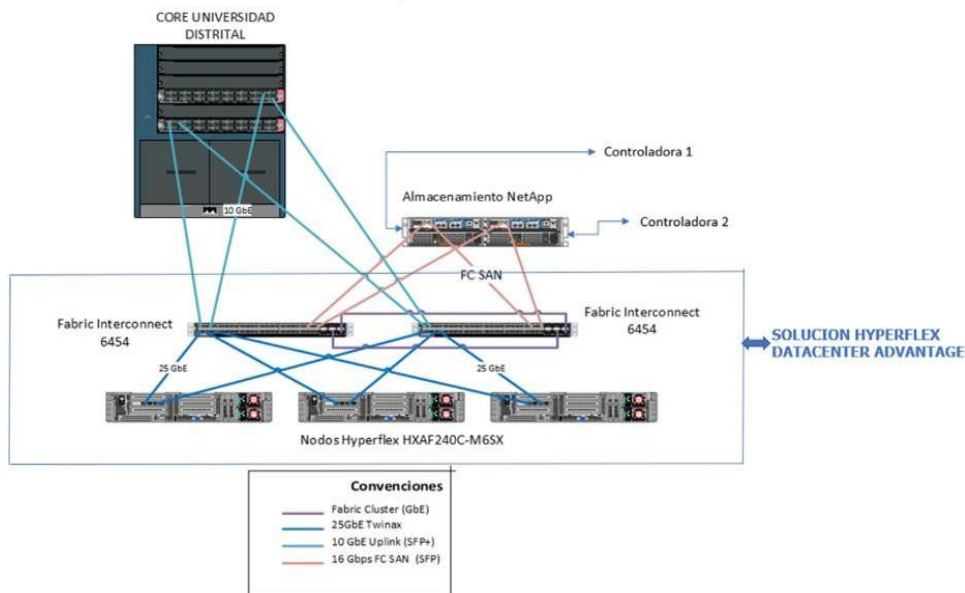 CORE UNIVERSIDAD
DISTRITAL
10 GbE
Controladora 1
Almacenamiento NetApp
Controladora 2
FC SAN
Fabric Interconnect
6454
Fabric Interconnect
6454
SOLUCION HYPERFLEX
DATACENTER ADVANTAGE
25 GbE
25 GbE
Nodos Hyperflex HXAF240C-M6SX
Convenciones
Fabric Cluster (GbE)
25GbE Twinax
10 GbE Uplink (SFP+)
16 Gbps FC SAN (SFP)